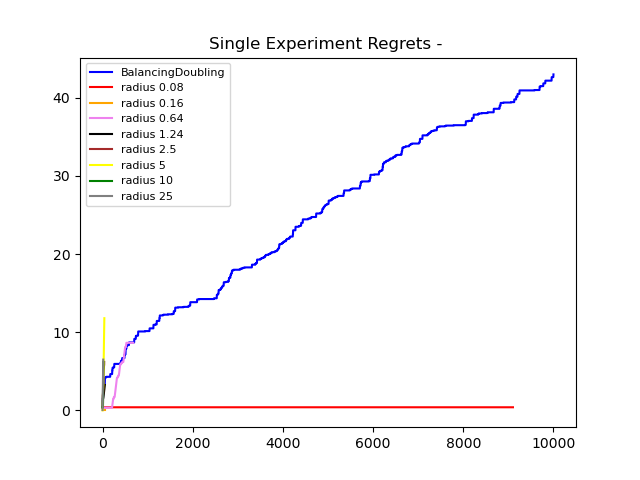 Single Experiment Regrets -
BalancingDoubling
radius 0.08
radius 0.16
radius 0.64
radius 1.24
radius 2.5
radius 5
radius 10
radius 25
40
30
20
10
0
0 2000 4000 6000 8000 10000